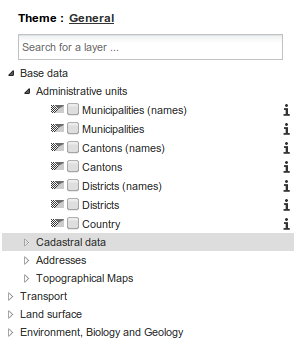 Theme : General
Search for a layer ...
Base data
Administrative units
Municipalities (names)
Municipalities
Cantons (names)
Cantons
Districts (names)
Districts
Country
Cadastral data
Addresses
Topographical Maps
Transport
Land surface
Environment, Biology and Geology